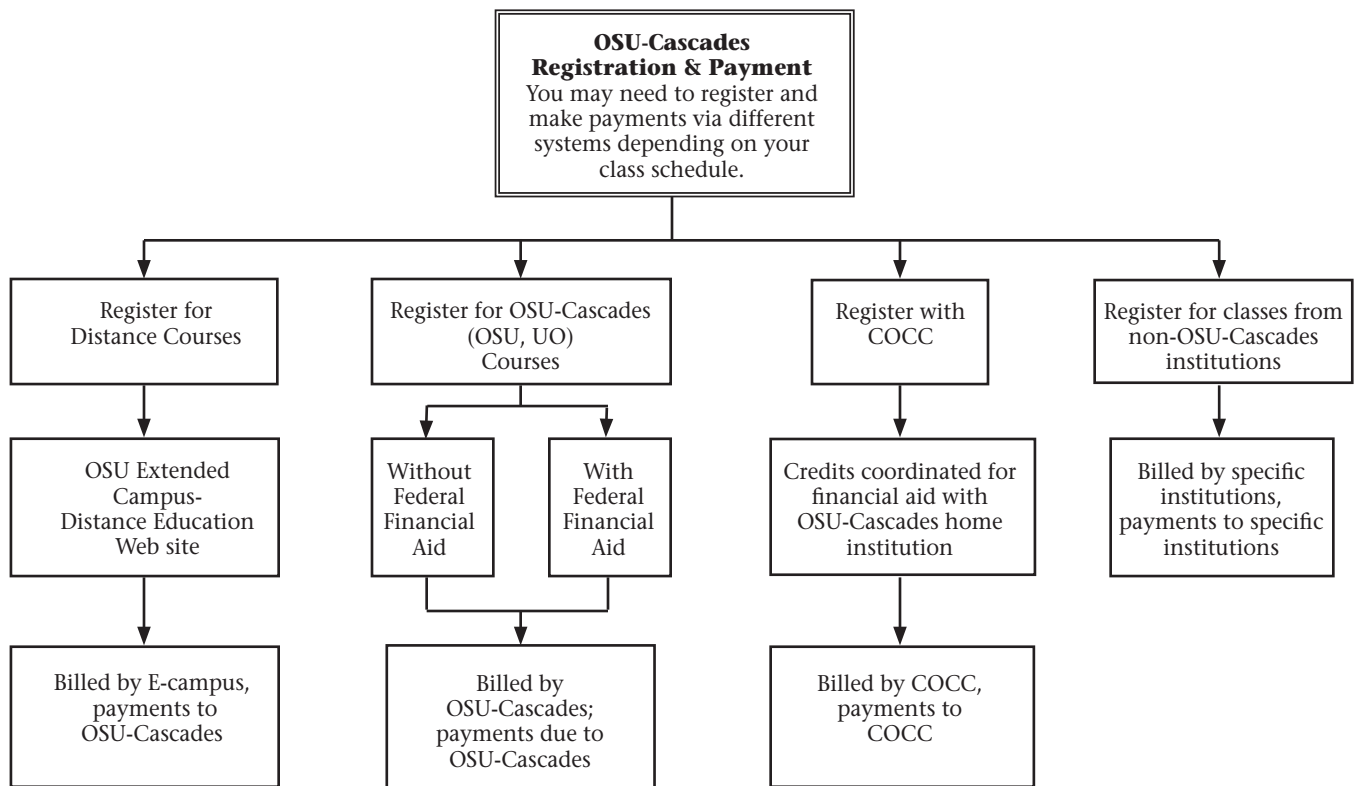 OSU-Cascades
Registration & Payment
You may need to register and
make payments via different
systems depending on your
class schedule.
Register for
Distance Courses
Register for OSU-Cascades
(OSU, UO)
Courses
Register with
COCC
Register for classes from
non-OSU-Cascades
institutions
OSU Extended
Campus-
Distance Education
Web site
Without
Federal
Financial
Aid
With
Federal
Financial
Aid
Credits coordinated for
financial aid with
OSU-Cascades home
institution
Billed by specific
institutions,
payments to specific
institutions
Billed by E-campus,
payments to
OSU-Cascades
Billed by
OSU-Cascades;
payments due to
OSU-Cascades
Billed by COCC,
payments to
COCC